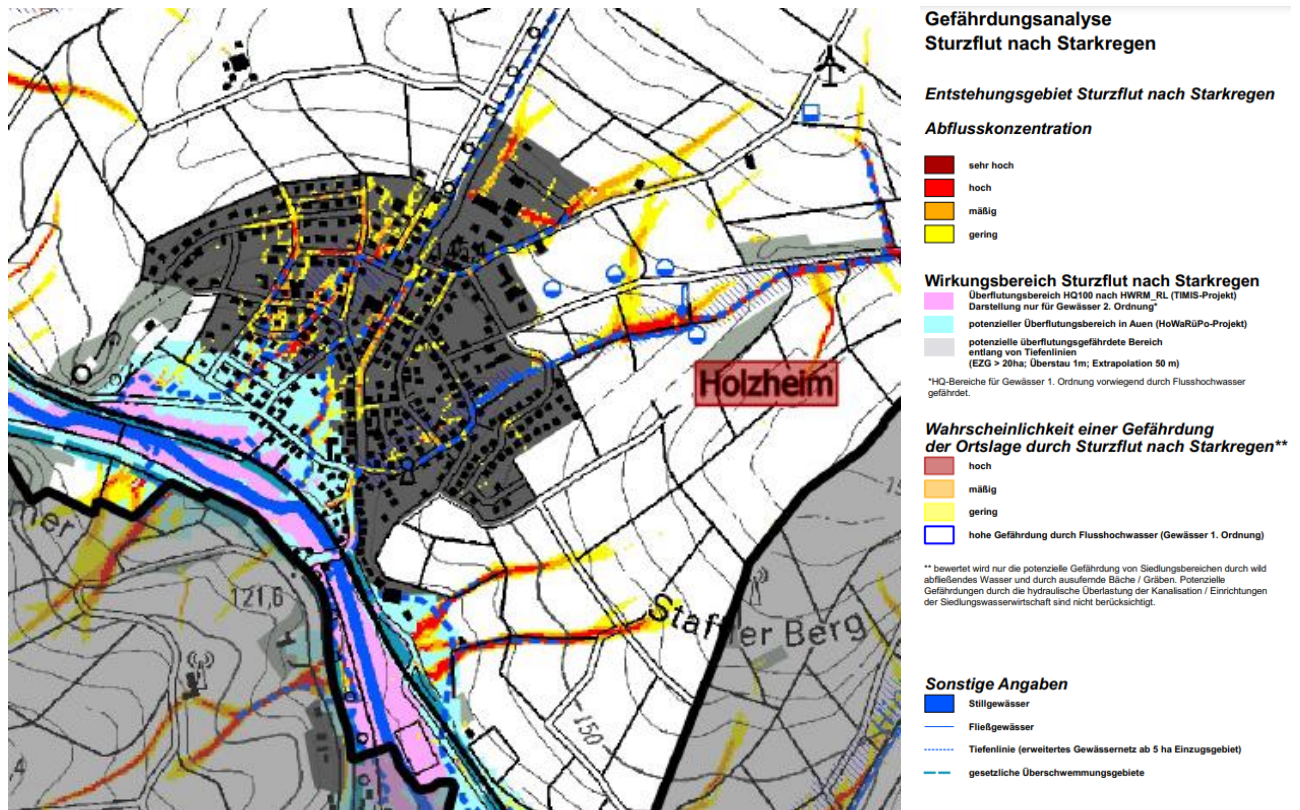 Gefährdungsanalyse
Sturzflut nach Starkregen
Entstehungsgebiet Sturzflut nach Starkregen
Abflusskonzentration
sehr hoch
hoch
mäßig
gering
Wirkungsbereich Sturzflut nach Starkregen
Überflutungsbereich HQ100 nach HWRM_RL (TIMIS-Projekt)
Darstellung nur für Gewässer 2. Ordnung*
potenzieller Überflutungsbereich in Auen (HoWaRüPo-Projekt)
potenzielle überflutungsgefährdete Bereich
entlang von Tiefenlinien
(EZG > 20ha; Überstau 1m; Extrapolation 50 m)
*HQ-Bereiche für Gewässer 1. Ordnung vorwiegend durch Flusshochwasser
gefährdet.
Wahrscheinlichkeit einer Gefährdung
der Ortslage durch Sturzflut nach Starkregen**
hoch
mäßig
gering
hohe Gefährdung durch Flusshochwasser (Gewässer 1. Ordnung)
** bewertet wird nur die potenzielle Gefährdung von Siedlungsbereichen durch wild
abfließendes Wasser und durch ausufernde Bäche / Gräben. Potenzielle
Gefährdungen durch die hydraulische Überlastung der Kanalisation / Einrichtungen
der Siedlungswasserwirtschaft sind nicht berücksichtigt.
Sonstige Angaben
Stillgewässer
Fließgewässer
Tiefenlinie (erweitertes Gewässernetz ab 5 ha Einzugsgebiet)
gesetzliche Überschwemmungsgebiete
Holzheim
121,6
Berg
150